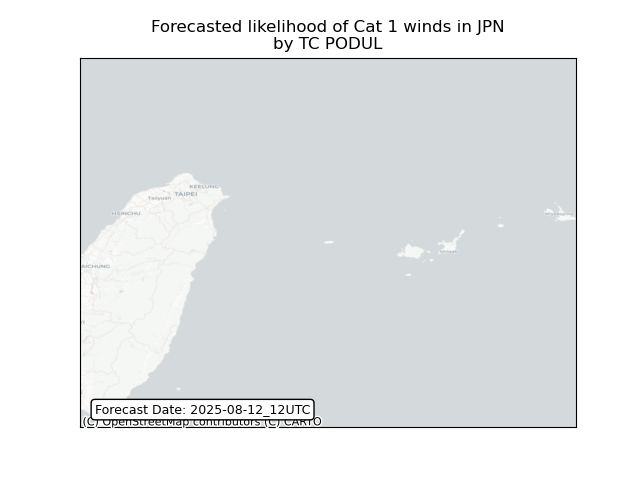 Forecasted likelihood of Cat 1 winds in JPN
by TC PODUL
KEELUNG
TAIPEI
Taoyuan
HSINCHU
AICHUNG
Forecast Date: 2025-08-12_12UTC
(C) OpenStreetMap contributors (C) CARTO